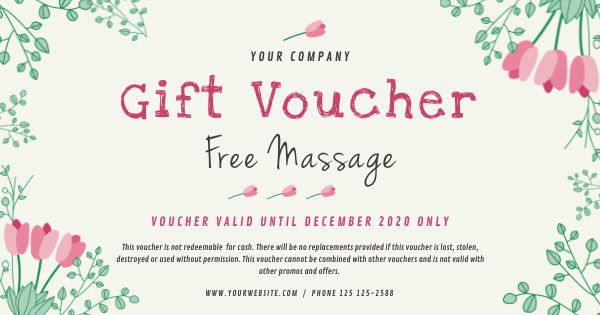 YOUR COMPANY
Gift Voucher
Free Massage
VOUCHER VALID UNTIL DECEMBER 2020 ONLY
This voucher is not redeemable for cash. There will be no replacements provided if this voucher is lost, stolen,
destroyed or used without permission. This voucher cannot be combined with other vouchers and is not valid with
other promos and offers.
WWW.YOURWEBSITE.COM / PHONE 125 125-2588